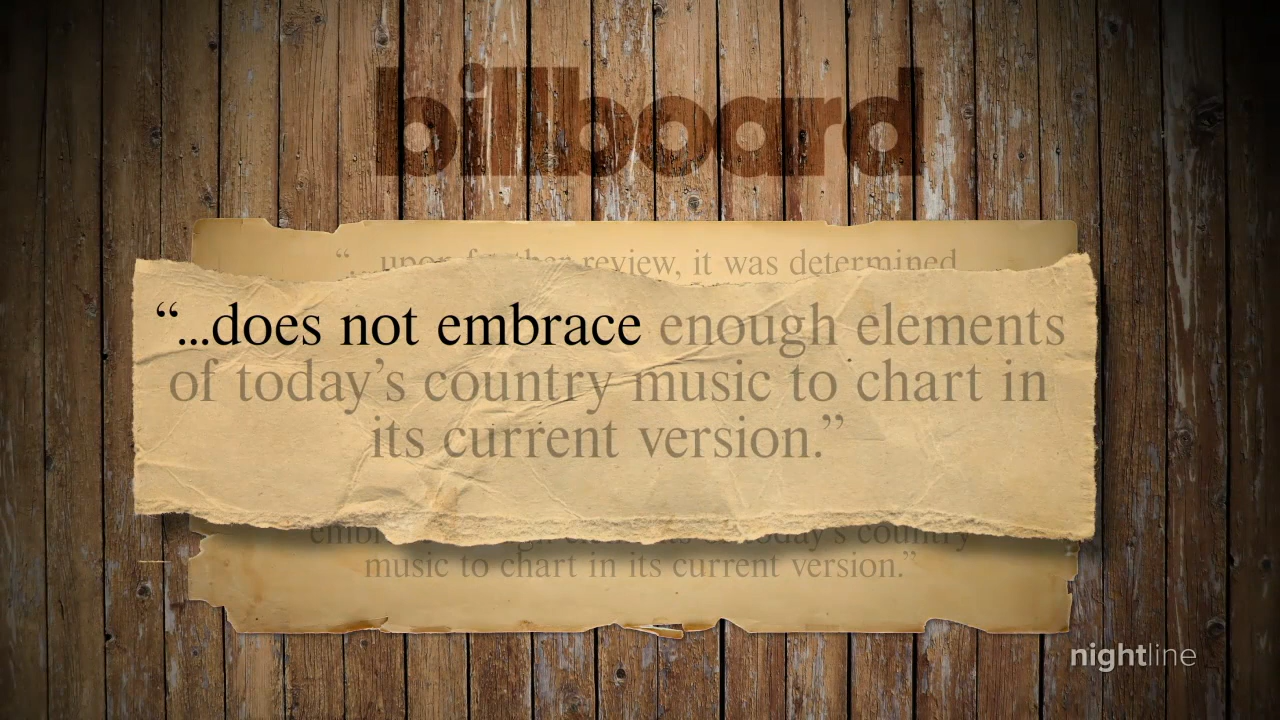 billboard
“... upon further review, it was determined
“...does not embrace enough elements
of today’s country music to chart in
its current version.”
today’s country
music to chart in its current version.”
nightline